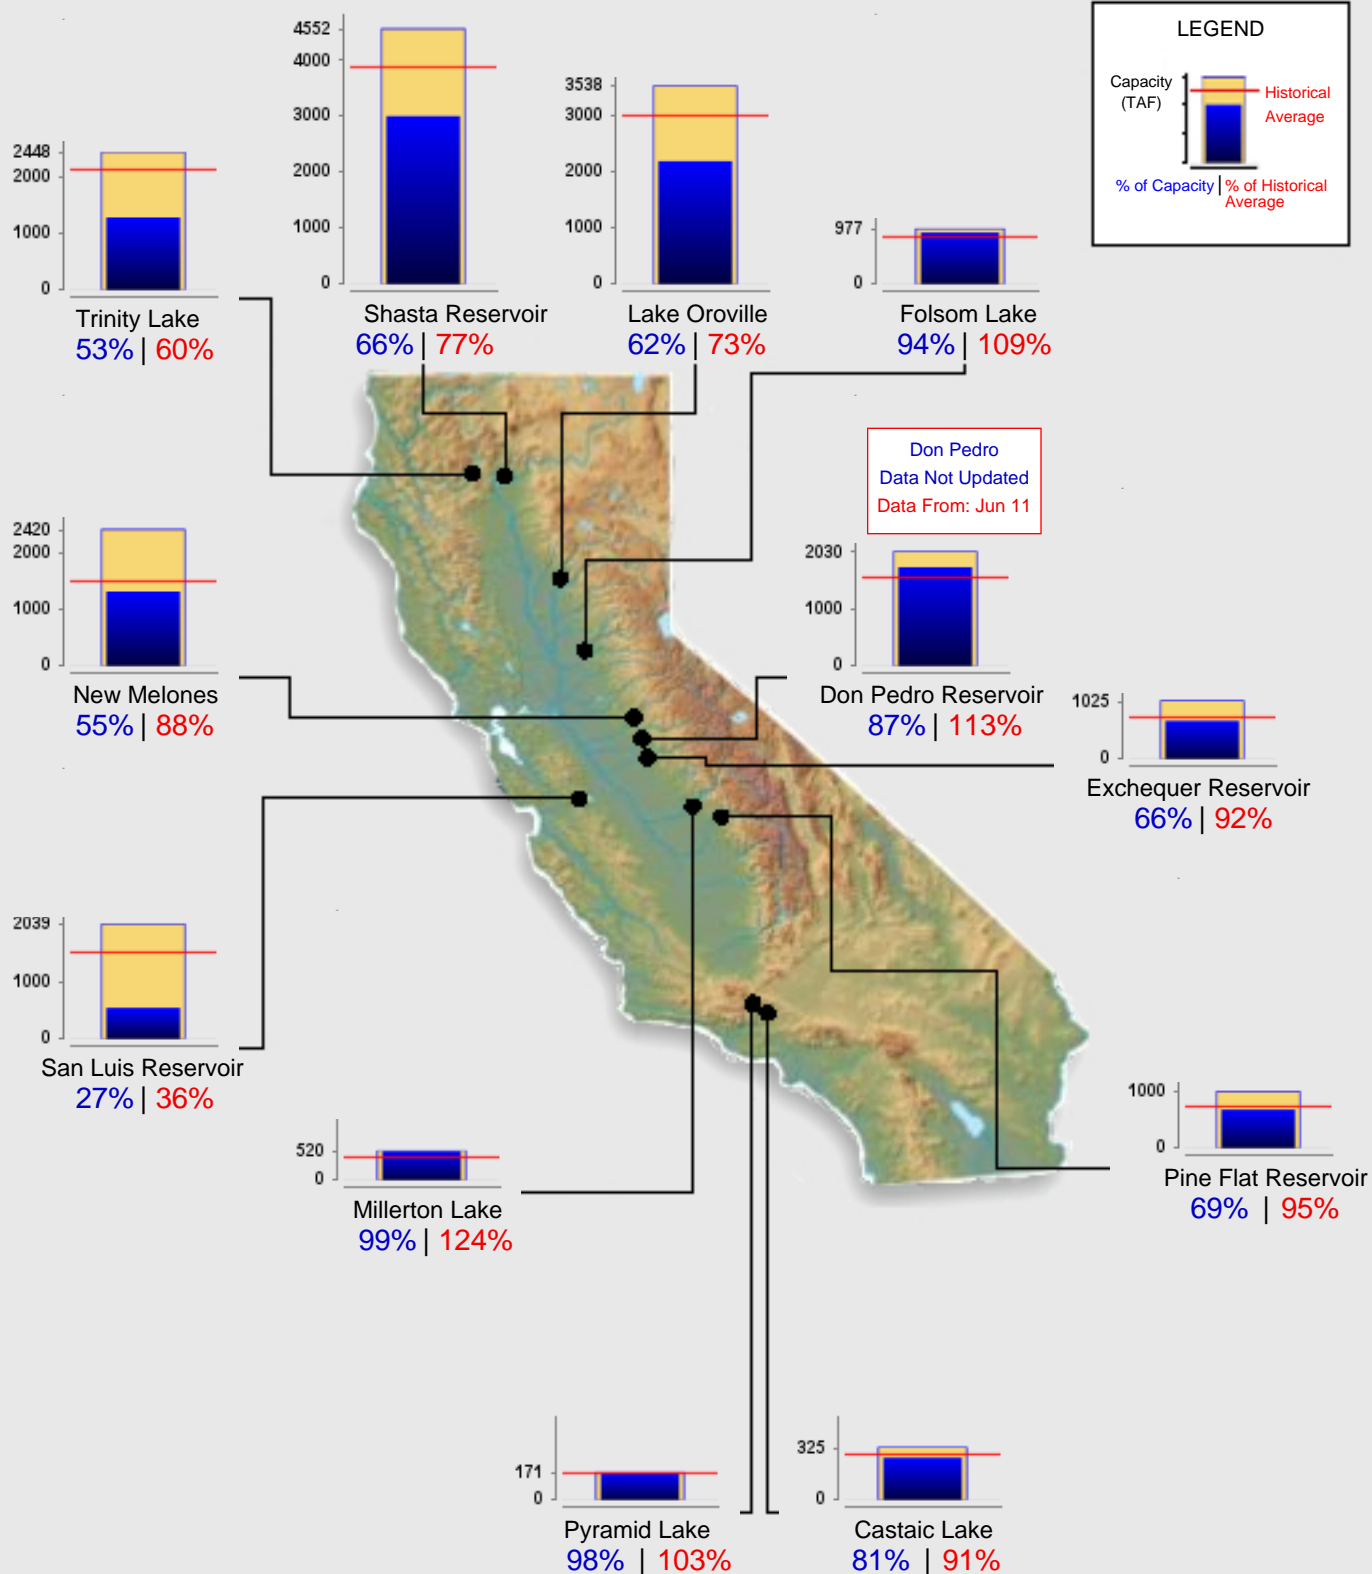 LEGEND
Capacity
(TAF)
Historical
Average
% of Capacity | % of Historical
Average
4552
4000
3000
2000
1000
0
Shasta Reservoir
66% | 77%
3538
3000
2000
1000
0
Lake Oroville
62% | 73%
2448
2000
1000
0
Trinity Lake
53% | 60%
977
0
Folsom Lake
94% | 109%
Don Pedro
Data Not Updated
Data From: Jun 11
2420
2000
1000
0
New Melones
55% | 88%
2030
1000
0
Don Pedro Reservoir
87% | 113%
1025
0
Exchequer Reservoir
66% | 92%
2039
1000
0
San Luis Reservoir
27% | 36%
520
0
Millerton Lake
99% | 124%
1000
0
Pine Flat Reservoir
69% | 95%
171
0
Pyramid Lake
98% | 103%
325
0
Castaic Lake
81% | 91%